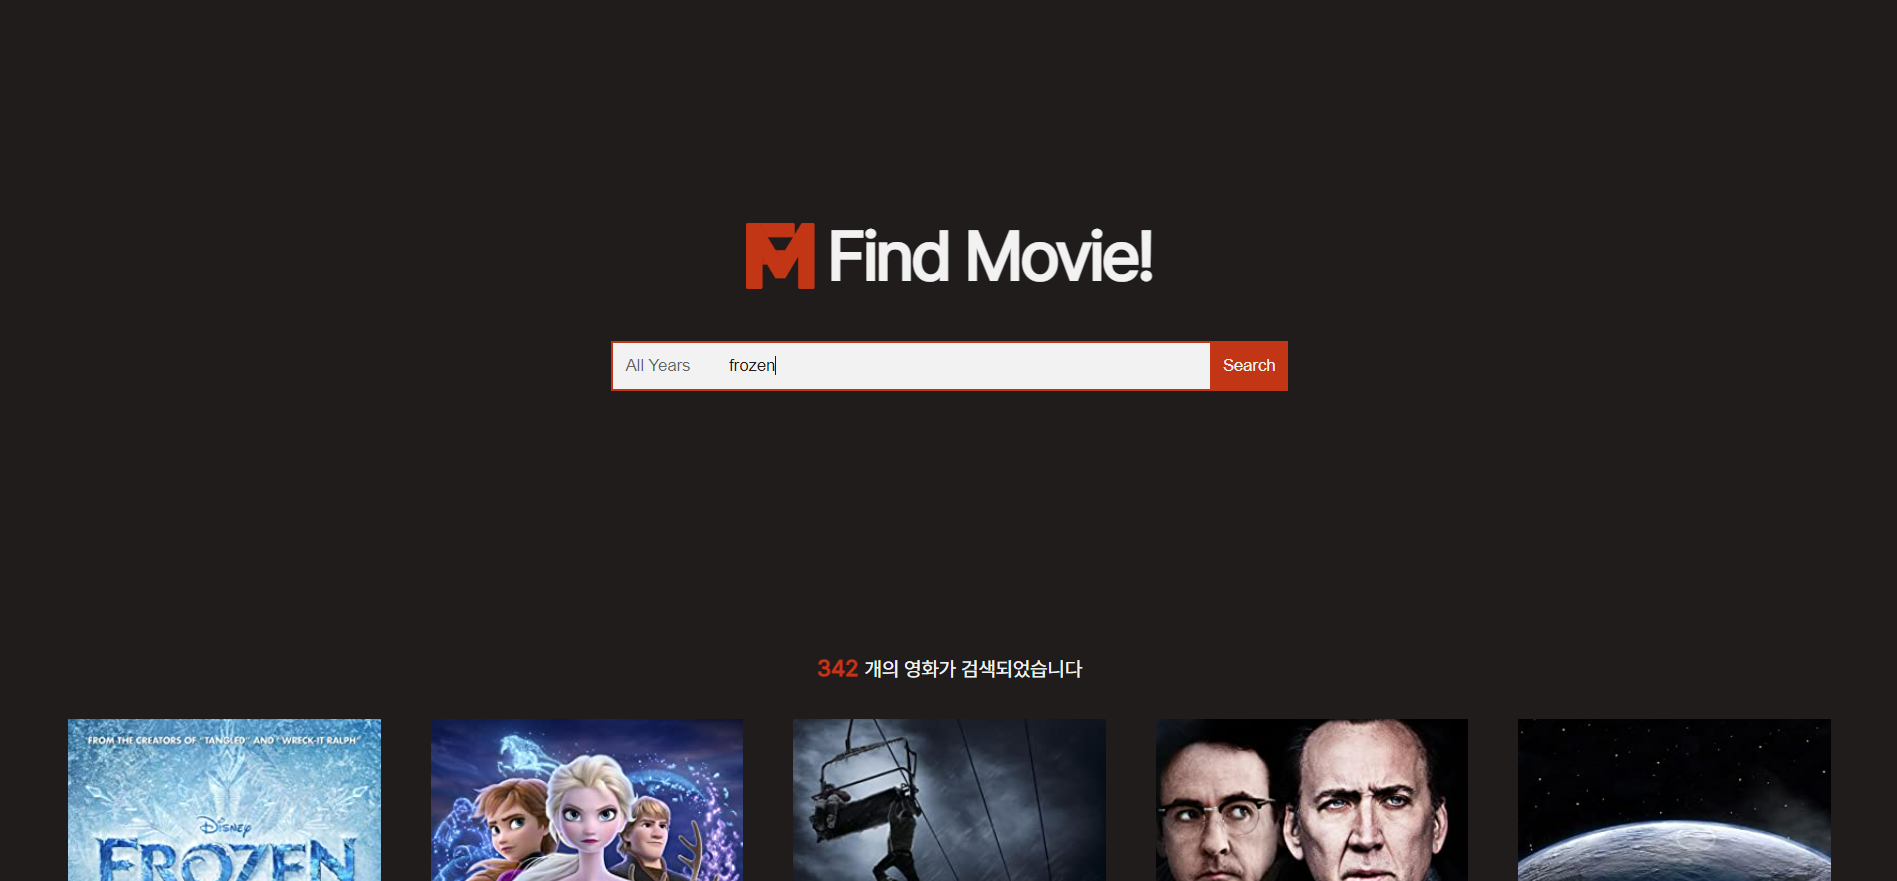 FM Find Movie!
All Years frozen Search
342 개의 영화가 검색되었습니다
FROM THE CREATORS OF "TANGLED" AND "WRECK-IT RALPH"
DISNEY
FROZEN